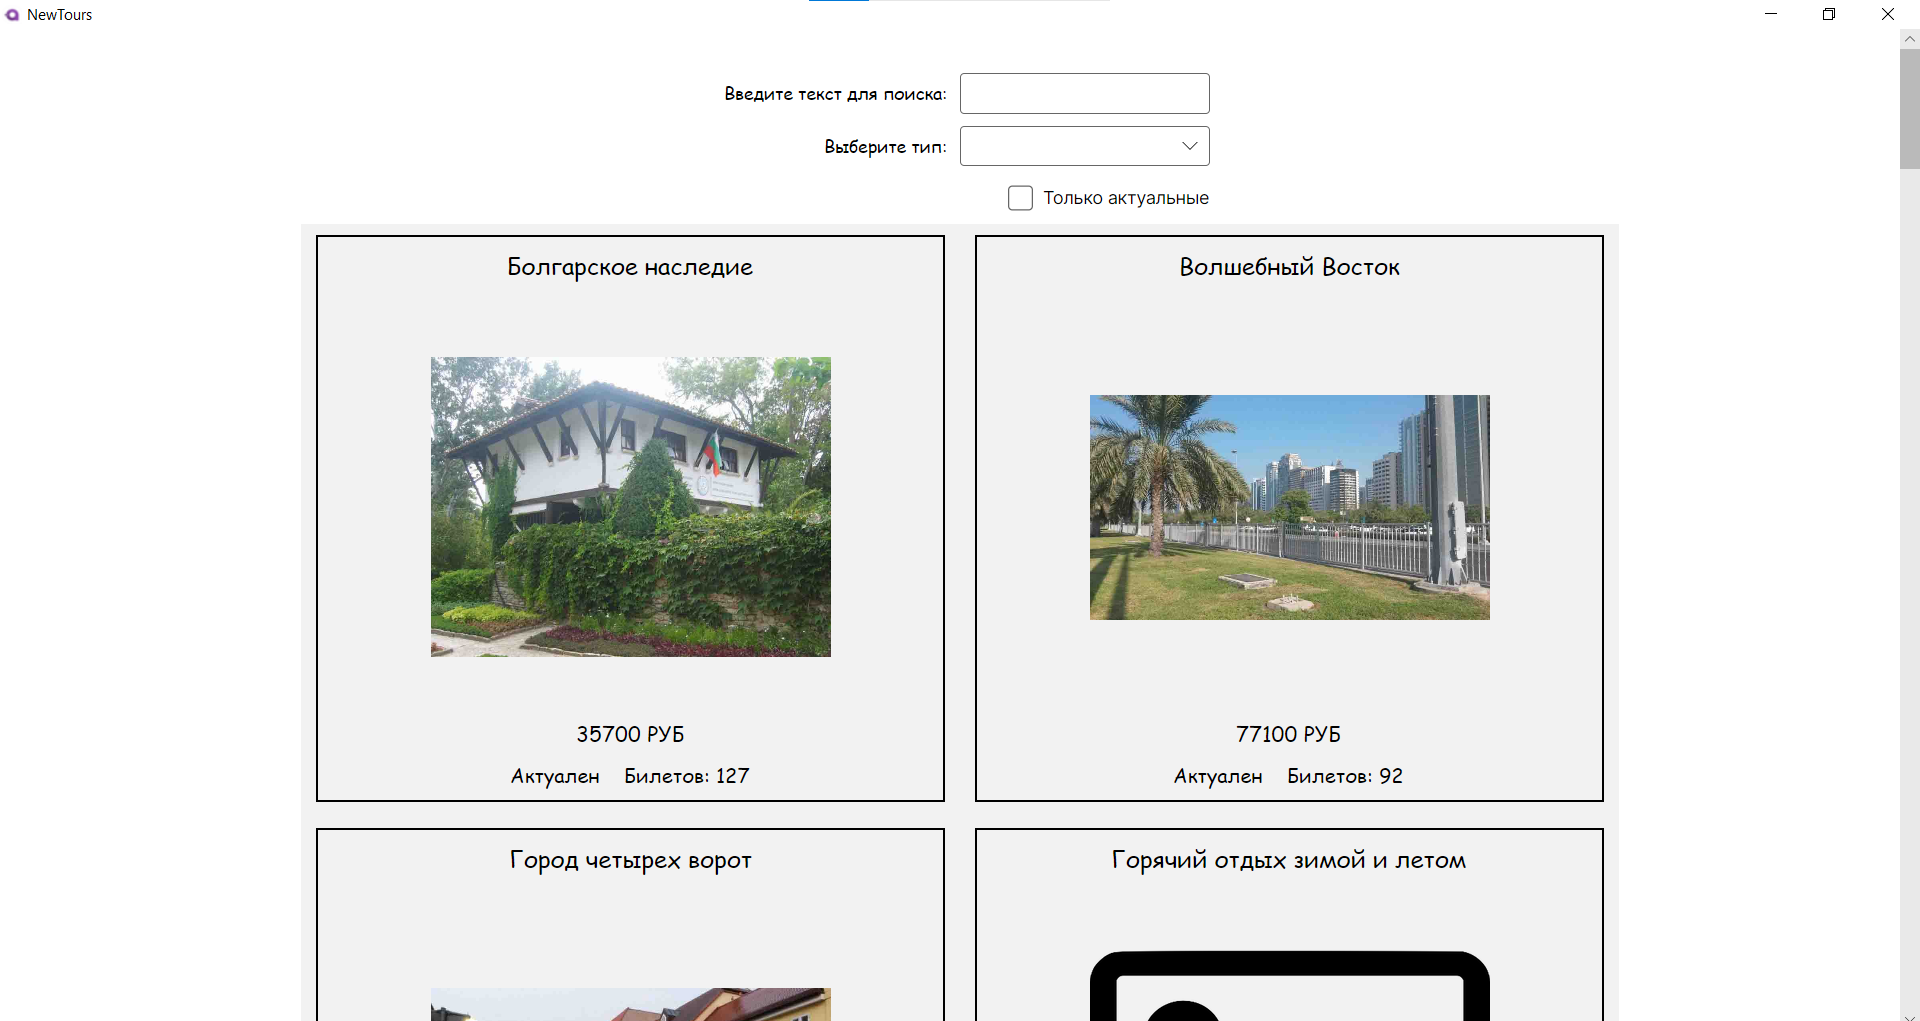 NewTours
Введите текст для поиска:
Выберите тип:
Только актуальные
Болгарское наследие
Волшебный Восток
35700 РУБ
77100 РУБ
Актуален Билетов: 127
Актуален Билетов: 92
Город четырех ворот
Горячий отдых зимой и летом